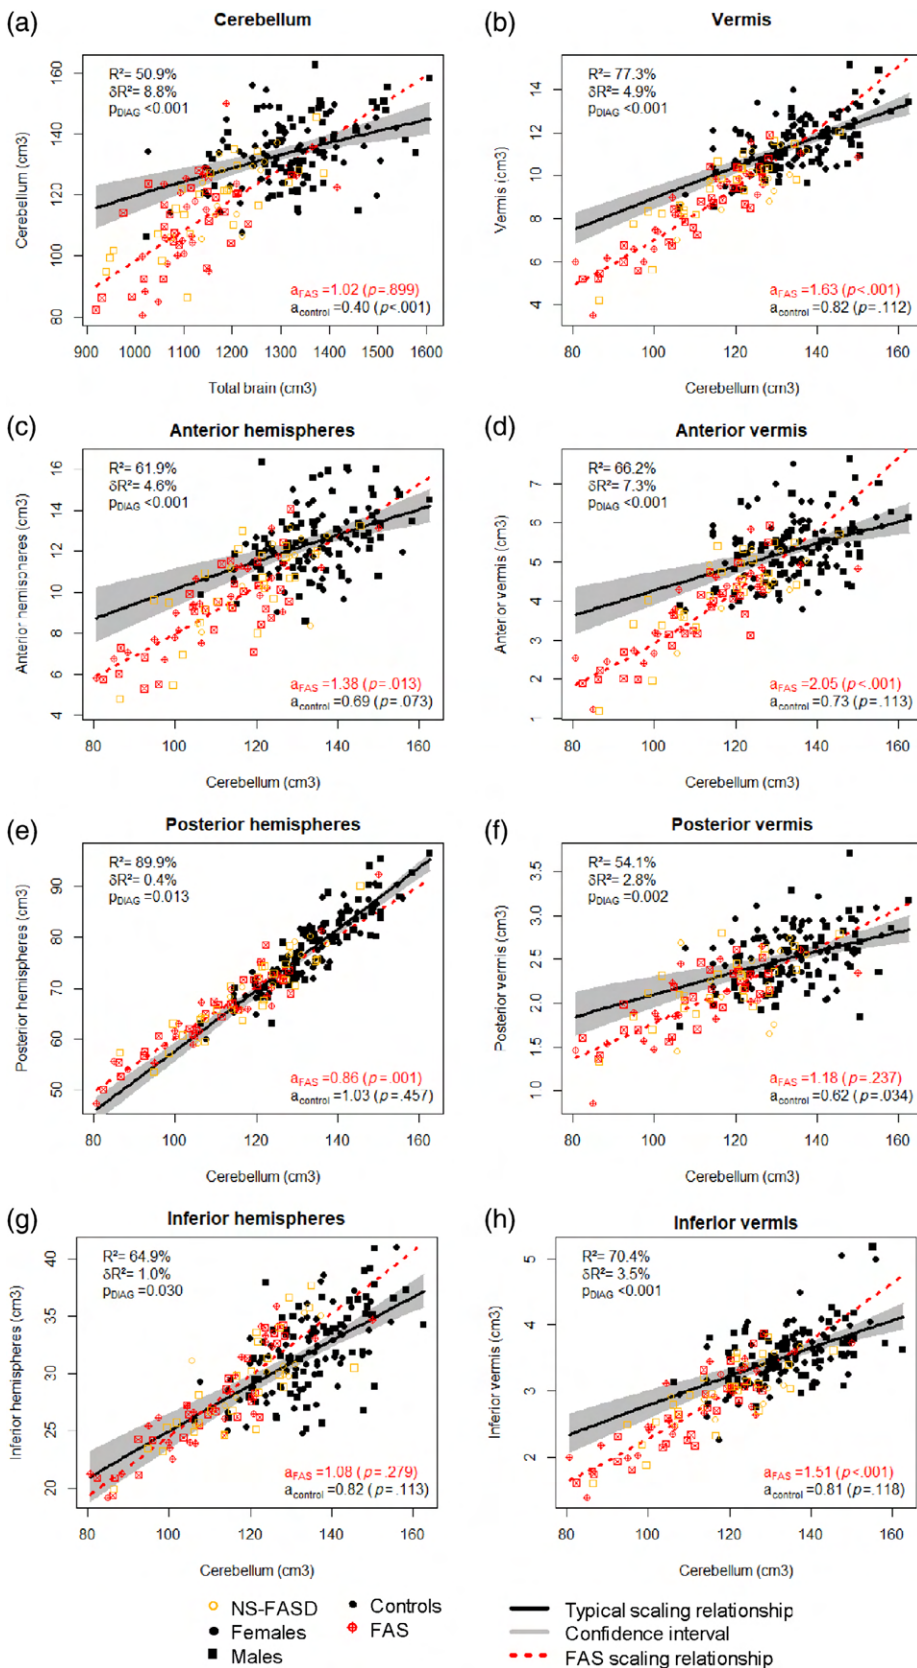 (a) Cerebellum
R²= 50.9%
δR²= 8.8%
pDIAG <0.001
160
140
120
100
80
Cerebellum (cm3)
aFAS=1.02 (p=.899)
acontrol=0.40 (p<.001)
900 1000 1100 1200 1300 1400 1500 1600
Total brain (cm3)
(b) Vermis
R²= 77.3%
δR²= 4.9%
pDIAG <0.001
14
12
10
8
6
4
Vermis (cm3)
aFAS=1.63 (p<.001)
acontrol=0.82 (p=.112)
80 100 120 140 160
Cerebellum (cm3)
(c) Anterior hemispheres
R²= 61.9%
δR²= 4.6%
pDIAG <0.001
16
14
12
10
8
6
4
Anterior hemispheres (cm3)
aFAS=1.38 (p=.013)
acontrol=0.69 (p=.073)
80 100 120 140 160
Cerebellum (cm3)
(d) Anterior vermis
R²= 66.2%
δR²= 7.3%
pDIAG <0.001
7
6
5
4
3
2
1
Anterior vermis (cm3)
aFAS=2.05 (p<.001)
acontrol=0.73 (p=.113)
80 100 120 140 160
Cerebellum (cm3)
(e) Posterior hemispheres
R²= 89.9%
δR²= 0.4%
pDIAG =0.013
90
80
70
60
50
Posterior hemispheres (cm3)
aFAS=0.86 (p=.001)
acontrol=1.03 (p=.457)
80 100 120 140 160
Cerebellum (cm3)
(f) Posterior vermis
R²= 54.1%
δR²= 2.8%
pDIAG =0.002
3.5
3.0
2.5
2.0
1.5
1.0
Posterior vermis (cm3)
aFAS=1.18 (p=.237)
acontrol=0.62 (p=.034)
80 100 120 140 160
Cerebellum (cm3)
(g) Inferior hemispheres
R²= 64.9%
δR²= 1.0%
pDIAG =0.030
40
35
30
25
20
Inferior hemispheres (cm3)
aFAS=1.08 (p=.279)
acontrol=0.82 (p=.113)
80 100 120 140 160
Cerebellum (cm3)
(h) Inferior vermis
R²= 70.4%
δR²= 3.5%
pDIAG <0.001
5
4
3
2
Inferior vermis (cm3)
aFAS=1.51 (p<.001)
acontrol=0.81 (p=.118)
80 100 120 140 160
Cerebellum (cm3)
NS-FASD
Females
Males
Controls
FAS
Typical scaling relationship
Confidence interval
FAS scaling relationship